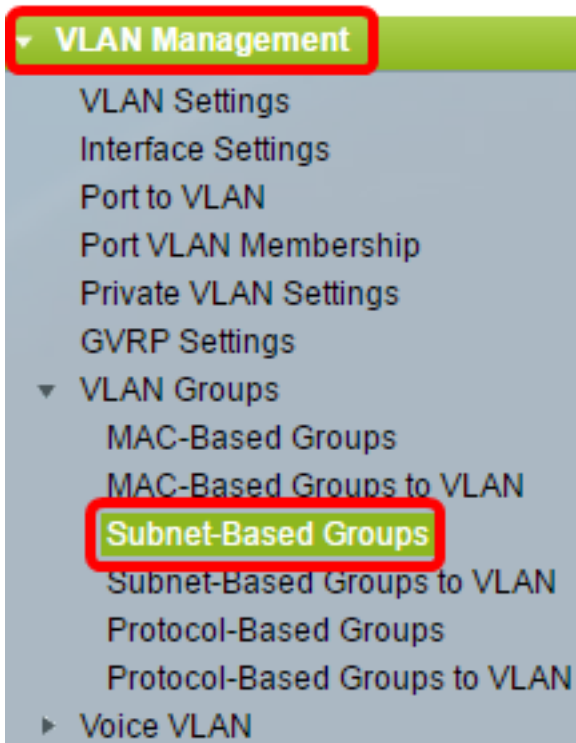 VLAN Management
VLAN Settings
Interface Settings
Port to VLAN
Port VLAN Membership
Private VLAN Settings
GVRP Settings
VLAN Groups
MAC-Based Groups
MAC-Based Groups to VLAN
Subnet-Based Groups
Subnet-Based Groups to VLAN
Protocol-Based Groups
Protocol-Based Groups to VLAN
Voice VLAN